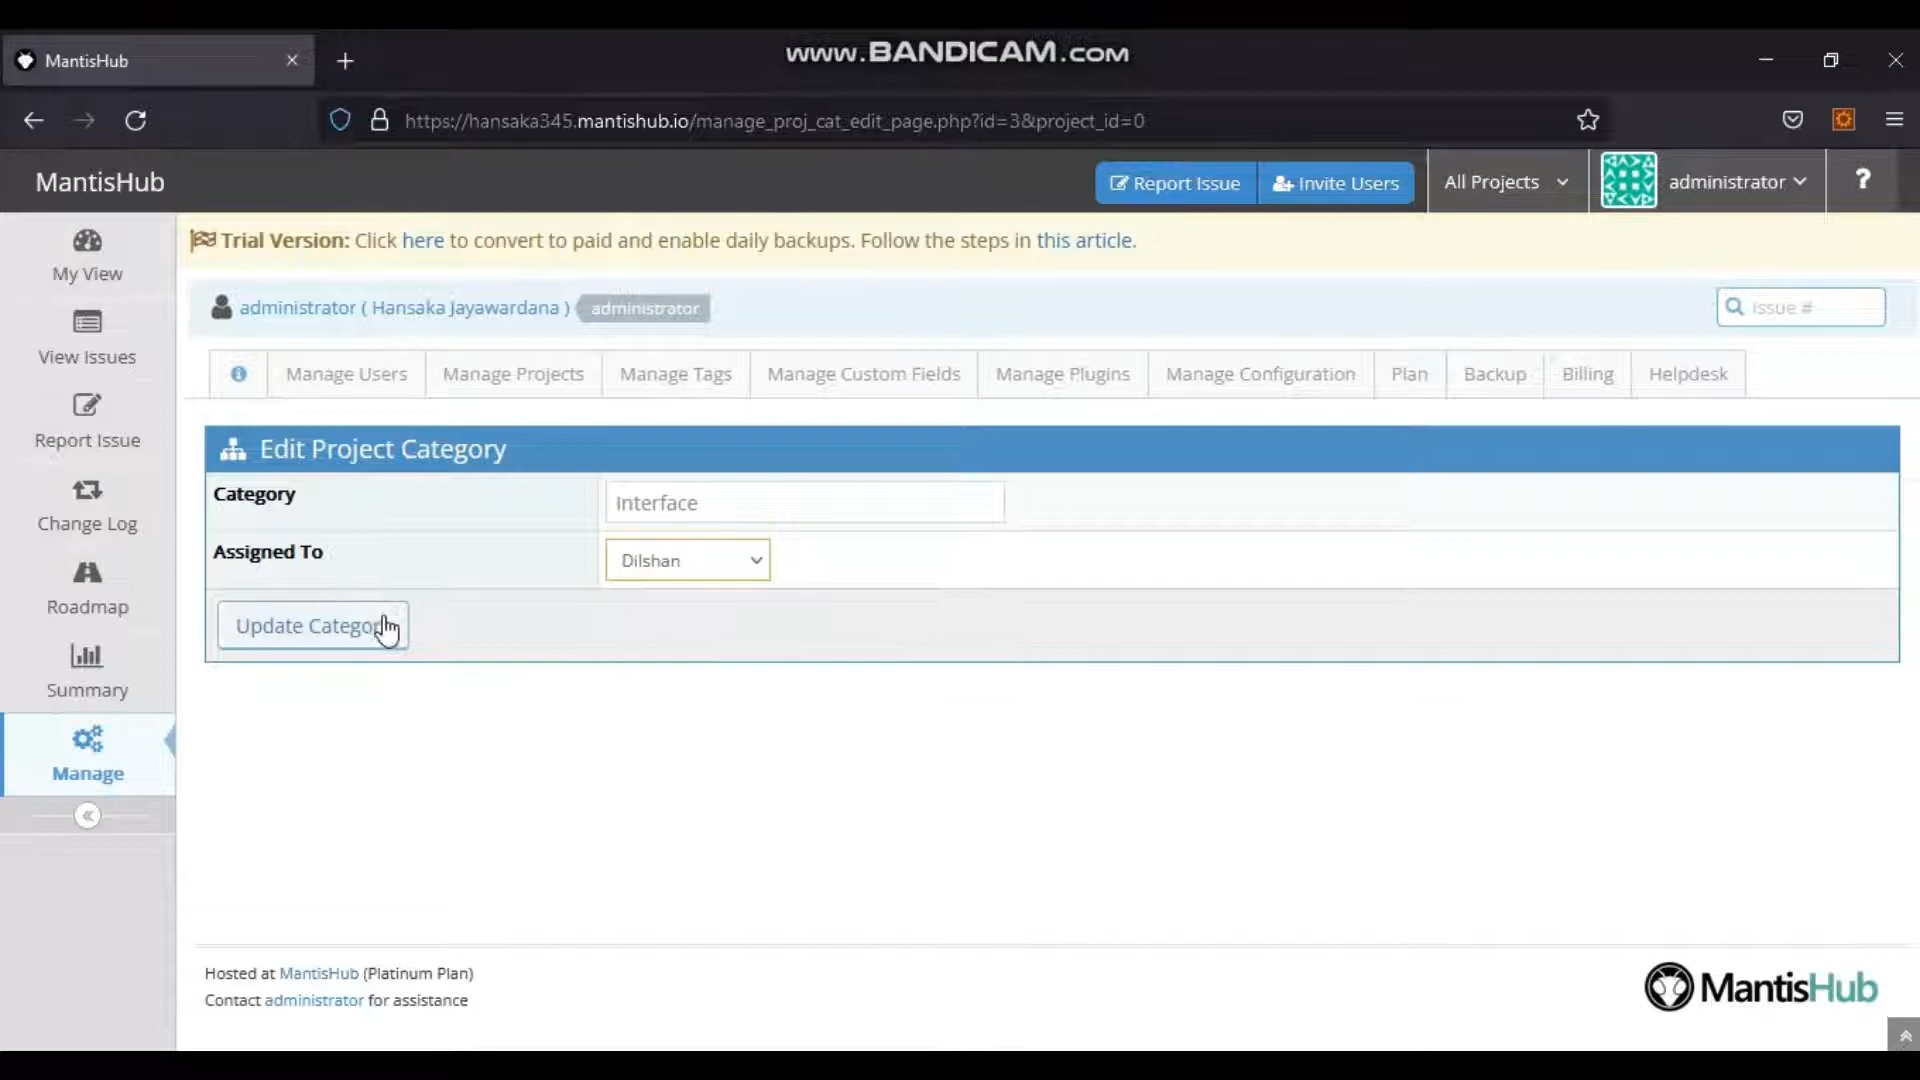 MantisHub
www.BANDICAM.com
https://hansaka345.mantishub.io/manage_proj_cat_edit_page.php?id=3&project_id=0
MantisHub
Report Issue
Invite Users
All Projects
administrator
?
My View
View Issues
Report Issue
Change Log
Roadmap
Summary
Manage
Trial Version: Click here to convert to paid and enable daily backups. Follow the steps in this article.
administrator ( Hansaka Jayawardana ) administrator
Issue #
Manage Users
Manage Projects
Manage Tags
Manage Custom Fields
Manage Plugins
Manage Configuration
Plan
Backup
Billing
Helpdesk
Edit Project Category
Category
Interface
Assigned To
Dilshan
Update Categor
Hosted at MantisHub (Platinum Plan)
Contact administrator for assistance
MantisHub